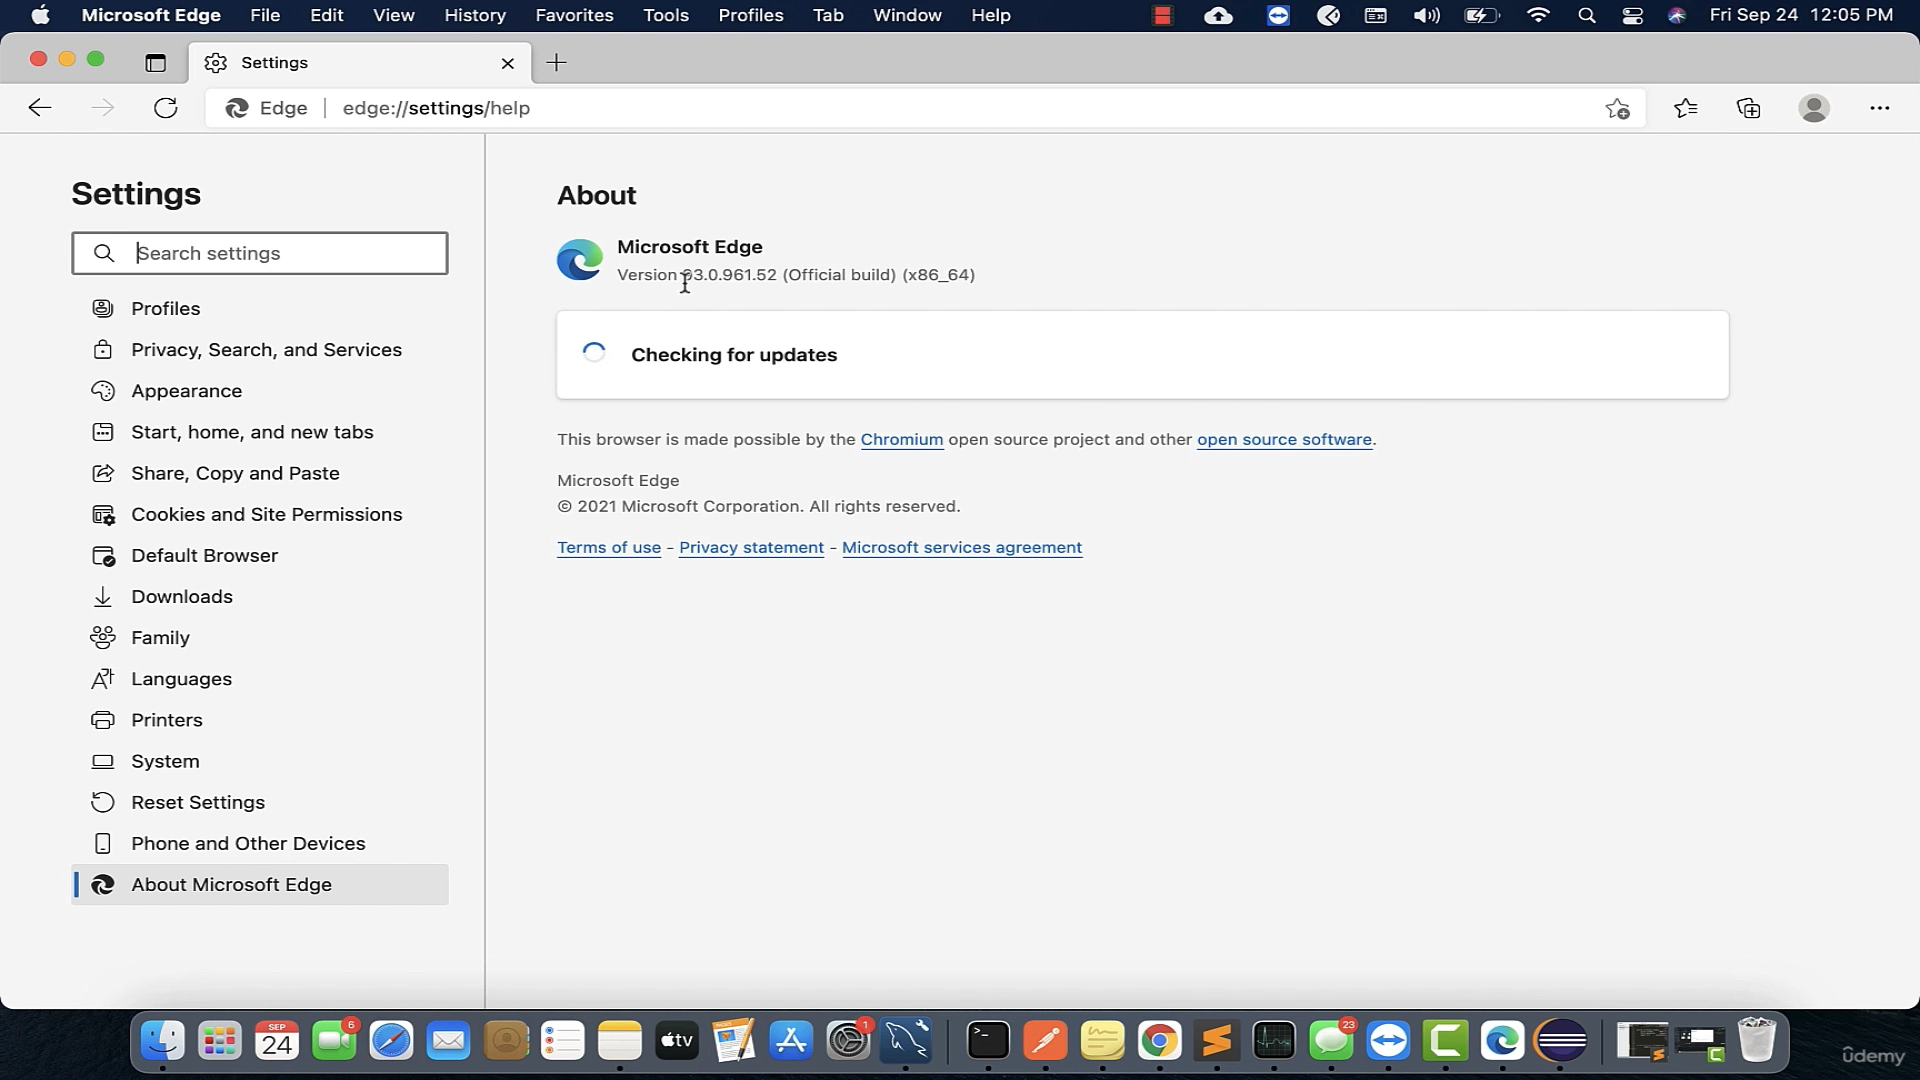 Microsoft Edge File Edit View History Favorites Tools Profiles Tab Window Help Fri Sep 24 12:05 PM
Settings
Edge edge://settings/help
Settings
Search settings
Profiles
Privacy, Search, and Services
Appearance
Start, home, and new tabs
Share, Copy and Paste
Cookies and Site Permissions
Default Browser
Downloads
Family
Languages
Printers
System
Reset Settings
Phone and Other Devices
About Microsoft Edge
About
Microsoft Edge
Version 93.0.961.52 (Official build) (x86_64)
Checking for updates
This browser is made possible by the Chromium open source project and other open source software.
Microsoft Edge
© 2021 Microsoft Corporation. All rights reserved.
Terms of use - Privacy statement - Microsoft services agreement
SEP
24
6
tv
1
23
ûdemy